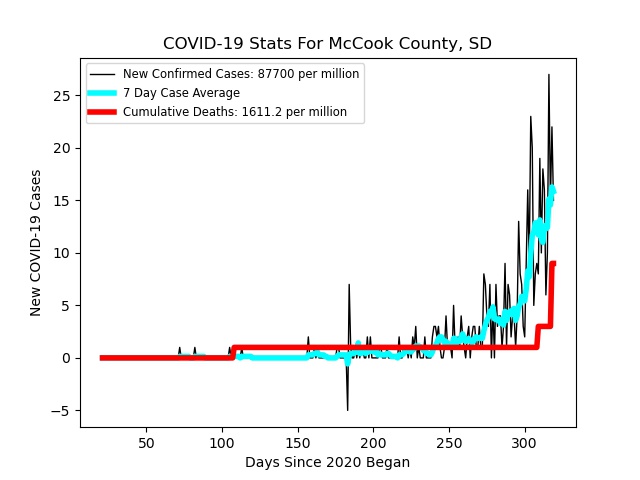 COVID-19 Stats For McCook County, SD
New Confirmed Cases: 87700 per million
7 Day Case Average
Cumulative Deaths: 1611.2 per million
New COVID-19 Cases
25
20
15
10
5
0
−5
50 100 150 200 250 300
Days Since 2020 Began